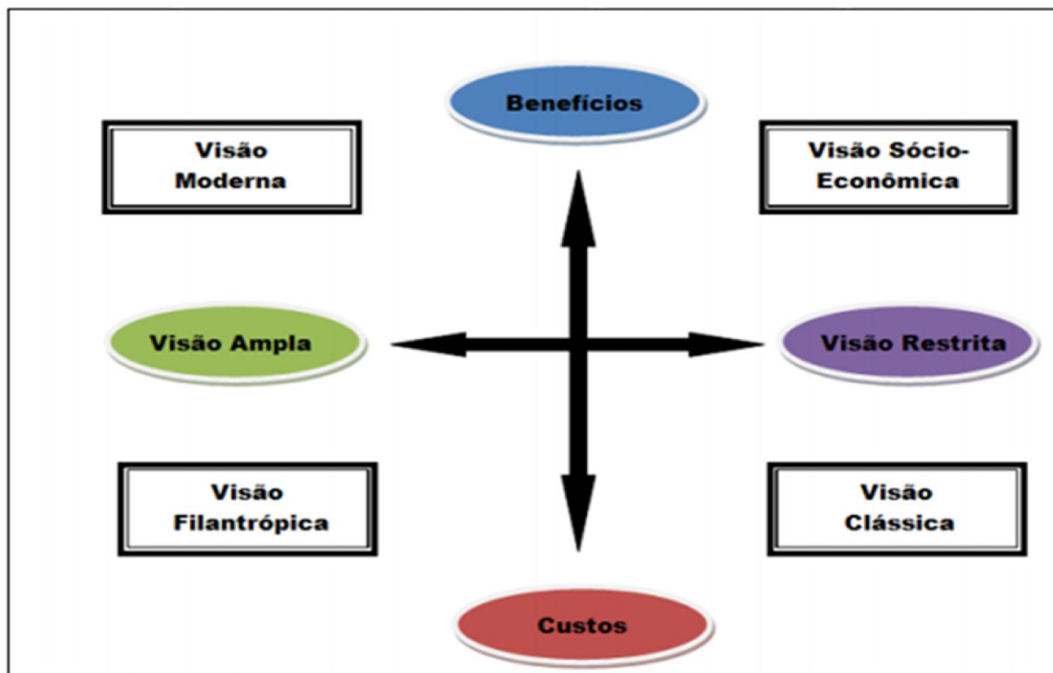 Benefícios
Visão
Moderna
Visão Sócio-
Econômica
Visão Ampla
Visão Restrita
Visão
Filantrópica
Visão
Clássica
Custos